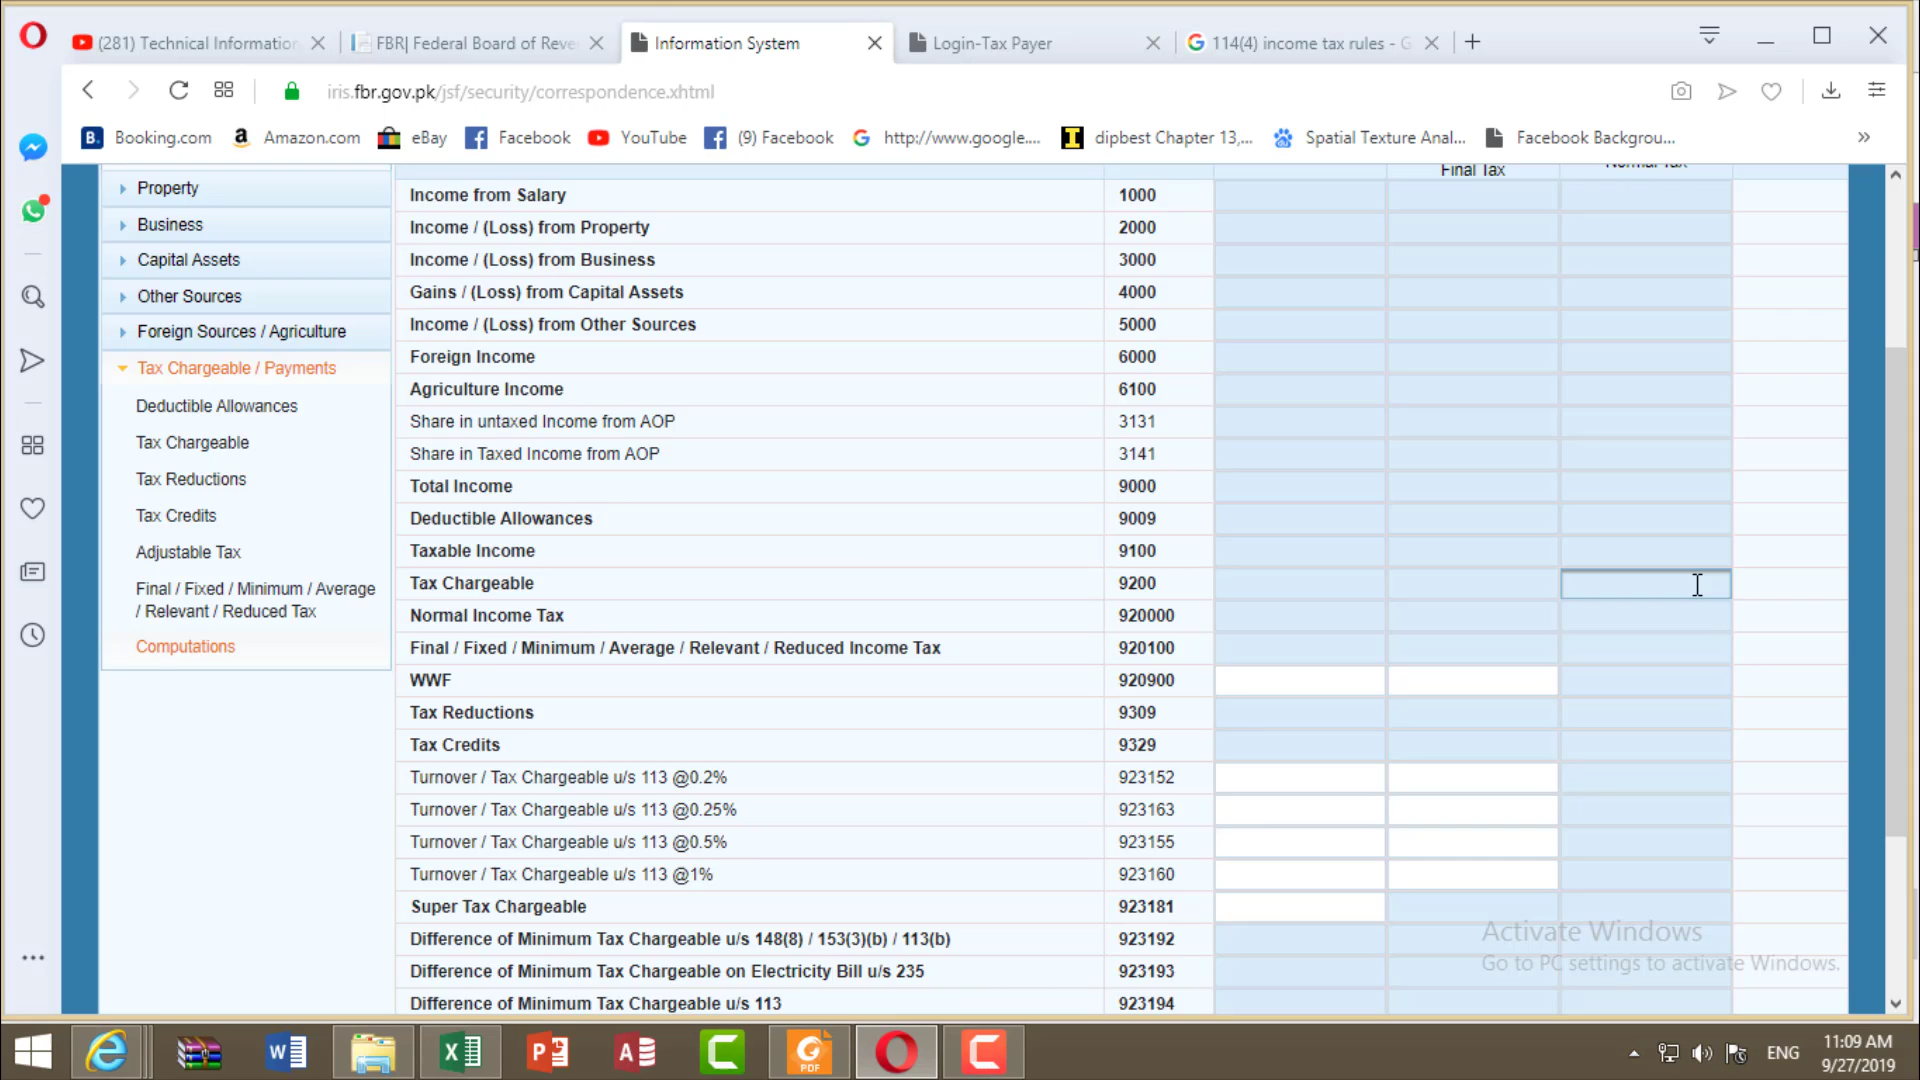 (281) Technical Information
FBR| Federal Board of Reve
Information System
Login-Tax Payer
114(4) income tax rules - G
iris.fbr.gov.pk/jsf/security/correspondence.xhtml
Booking.com
Amazon.com
eBay
Facebook
YouTube
(9) Facebook
http://www.google....
dipbest Chapter 13,...
Spatial Texture Anal...
Facebook Backgrou...
»
Final Tax
Normal Tax
Property
Business
Capital Assets
Other Sources
Foreign Sources / Agriculture
Tax Chargeable / Payments
Deductible Allowances
Tax Chargeable
Tax Reductions
Tax Credits
Adjustable Tax
Final / Fixed / Minimum / Average
/ Relevant / Reduced Tax
Computations
Income from Salary 1000
Income / (Loss) from Property 2000
Income / (Loss) from Business 3000
Gains / (Loss) from Capital Assets 4000
Income / (Loss) from Other Sources 5000
Foreign Income 6000
Agriculture Income 6100
Share in untaxed Income from AOP 3131
Share in Taxed Income from AOP 3141
Total Income 9000
Deductible Allowances 9009
Taxable Income 9100
Tax Chargeable 9200
Normal Income Tax 920000
Final / Fixed / Minimum / Average / Relevant / Reduced Income Tax 920100
WWF 920900
Tax Reductions 9309
Tax Credits 9329
Turnover / Tax Chargeable u/s 113 @0.2% 923152
Turnover / Tax Chargeable u/s 113 @0.25% 923163
Turnover / Tax Chargeable u/s 113 @0.5% 923155
Turnover / Tax Chargeable u/s 113 @1% 923160
Super Tax Chargeable 923181
Difference of Minimum Tax Chargeable u/s 148(8) / 153(3)(b) / 113(b) 923192
Difference of Minimum Tax Chargeable on Electricity Bill u/s 235 923193
Difference of Minimum Tax Chargeable u/s 113 923194
Activate Windows
Go to PC settings to activate Windows.
ENG
11:09 AM
9/27/2019